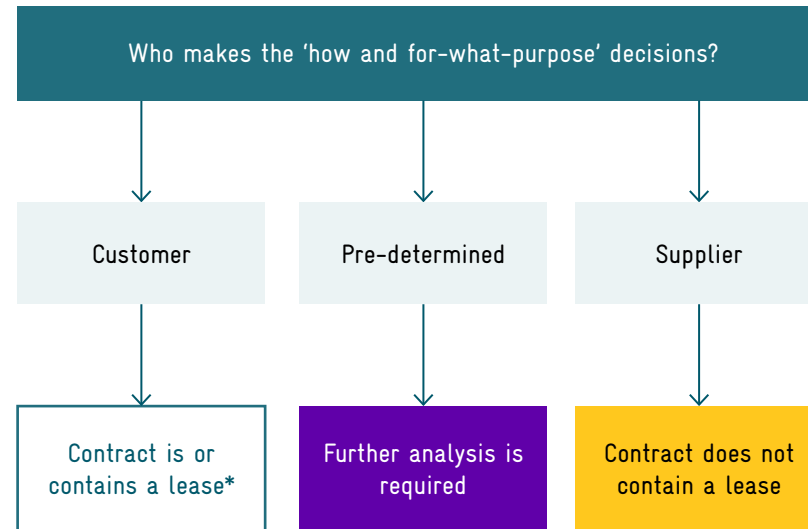 Who makes the ‘how and for-what-purpose’ decisions?
Customer
Pre-determined
Supplier
Contract is or
contains a lease*
Further analysis is
required
Contract does not
contain a lease